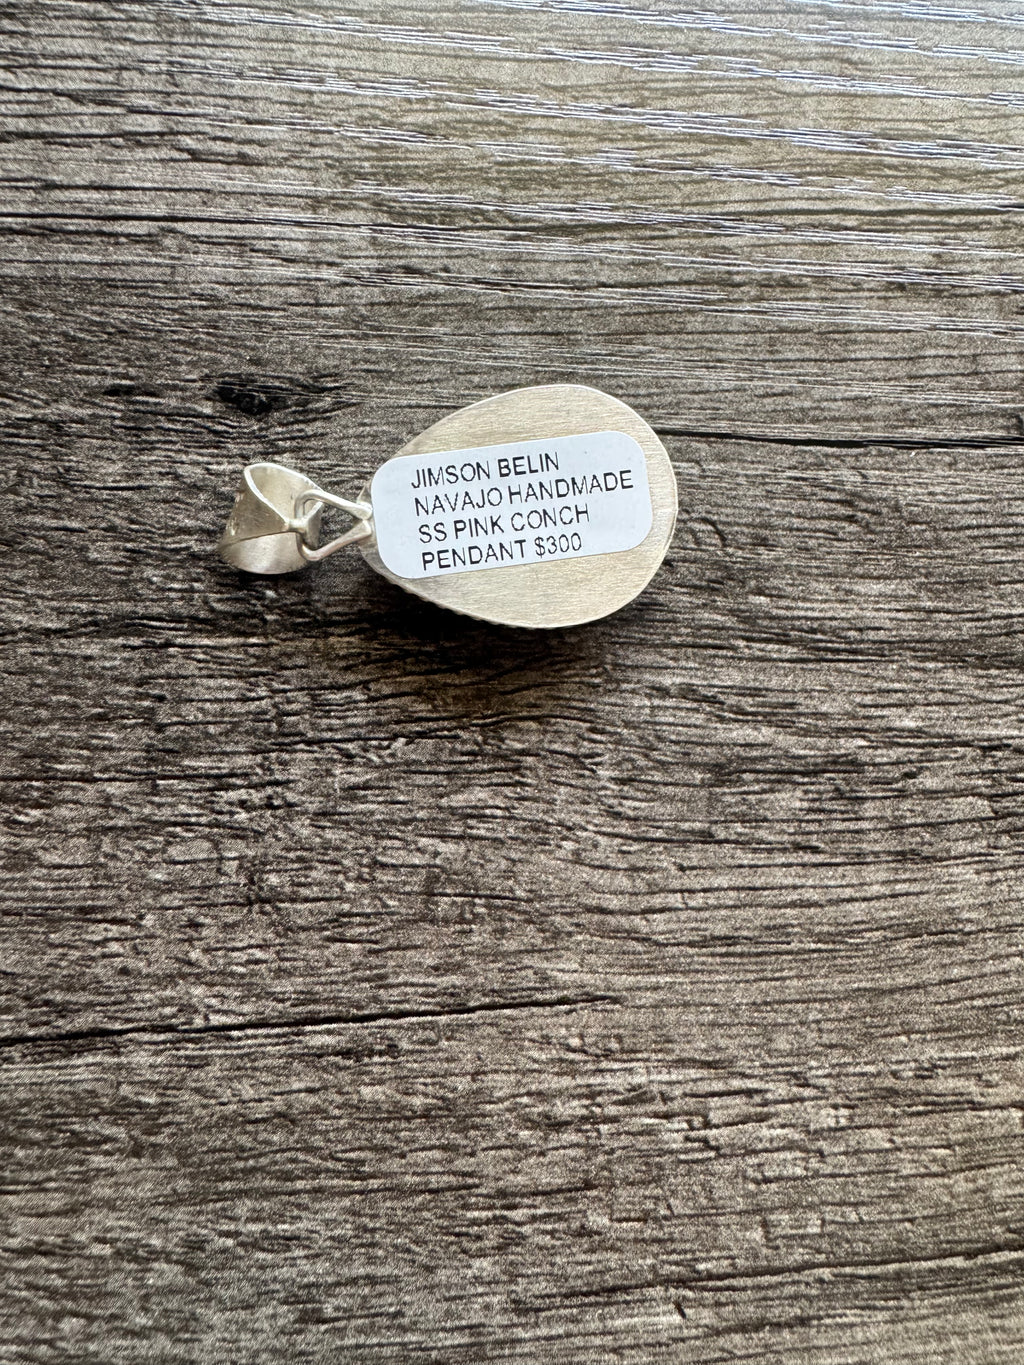 JIMSON BELIN
NAVAJO HANDMADE
SS PINK CONCH
PENDANT $300